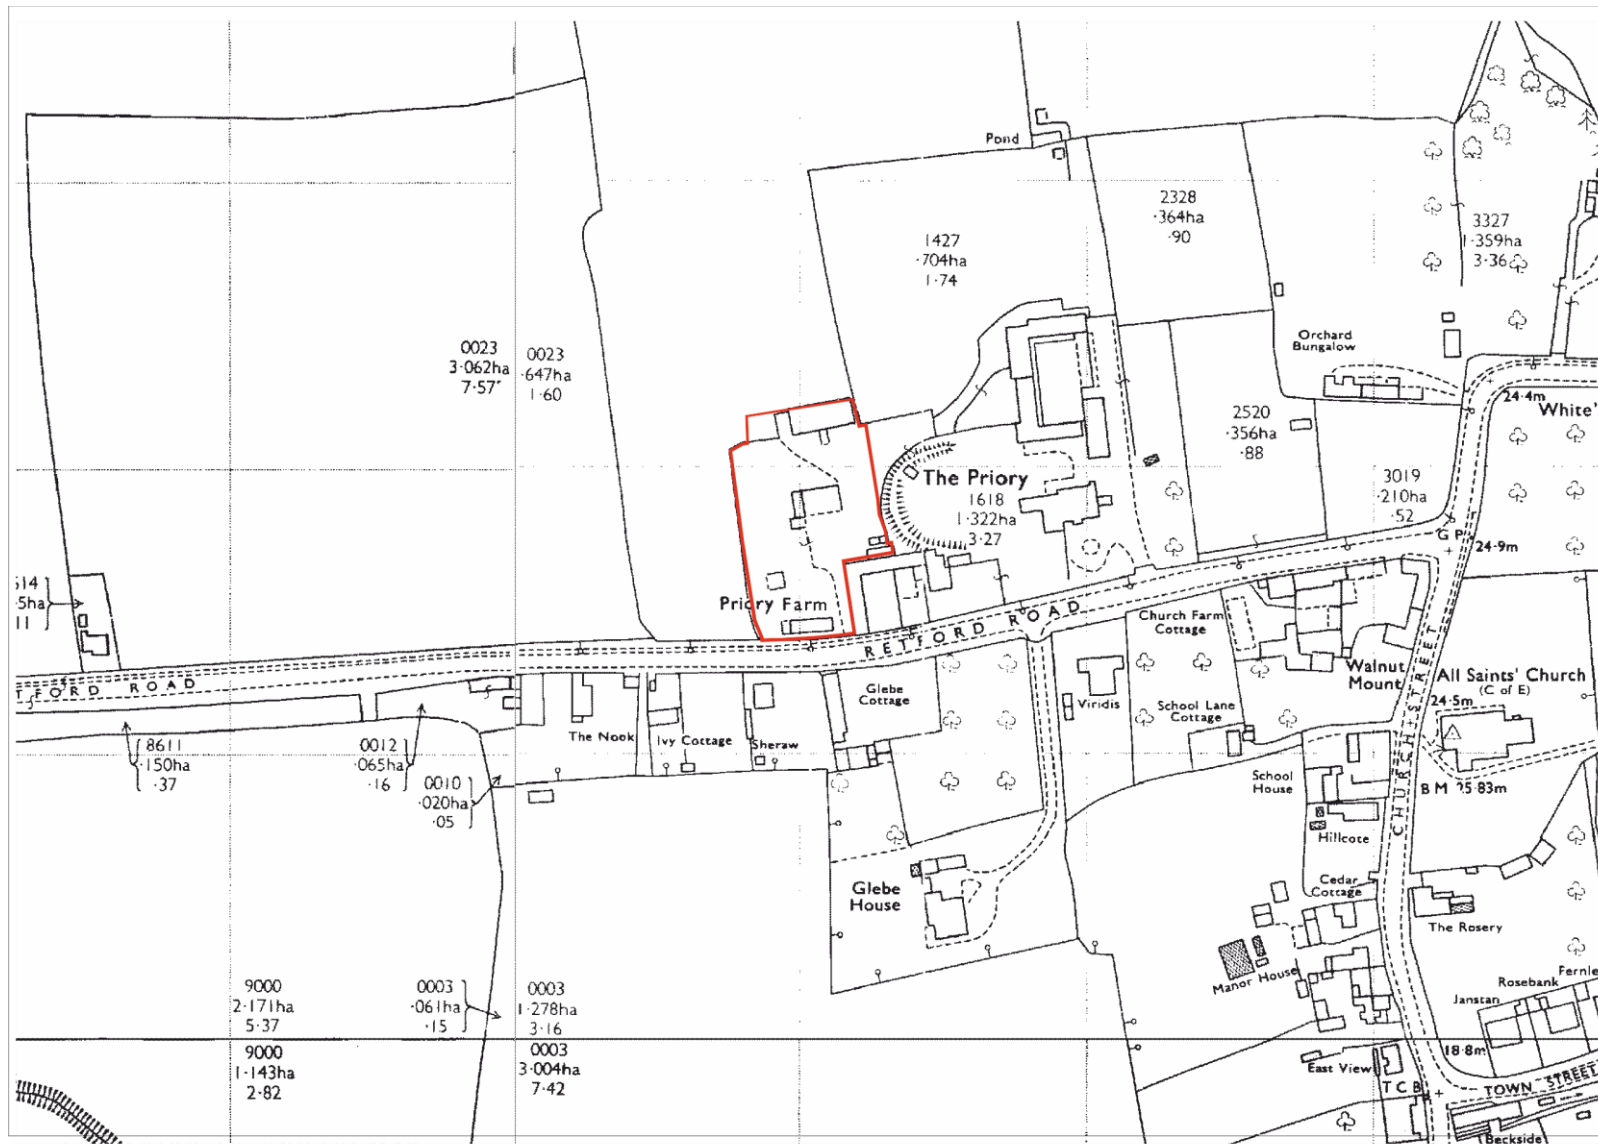 Pond
2328
·364ha
·90
3327
1·359ha
3·36
1427
·704ha
1·74
Orchard
Bungalow
0023
3·062ha
7·57
0023
·647ha
1·60
24·4m
White'
2520
·356ha
·88
The Priory
1618
1·322ha
3·27
3019
·210ha
·52
G P
24·9m
514
·5ha
11
Priory Farm
RETFORD ROAD
Church Farm
Cottage
Walnut
Mount
CHURCH STREET
All Saints' Church
(C of E)
24·5m
TFORD ROAD
Glebe
Cottage
Viridis
School Lane
Cottage
The Nook
Ivy Cottage
Sheraw
8611
·150ha
·37
0012
·065ha
·16
0010
·020ha
·05
School
House
B M 25·83m
Hillcote
Glebe
House
Cedar
Cottage
The Rosery
Manor House
Fernle
Rosebank
Janstan
9000
2·171ha
5·37
0003
·061ha
·15
0003
1·278ha
3·16
9000
1·143ha
2·82
0003
3·004ha
7·42
18·8m
East View
T C B
TOWN STREET
Beckside